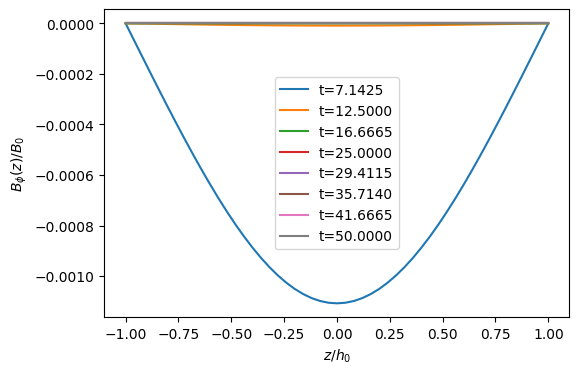 0.0000
−0.0002
−0.0004
−0.0006
−0.0008
−0.0010
B_ϕ(z)/B_0
t=7.1425
t=12.5000
t=16.6665
t=25.0000
t=29.4115
t=35.7140
t=41.6665
t=50.0000
−1.00 −0.75 −0.50 −0.25 0.00 0.25 0.50 0.75 1.00
z/h_0